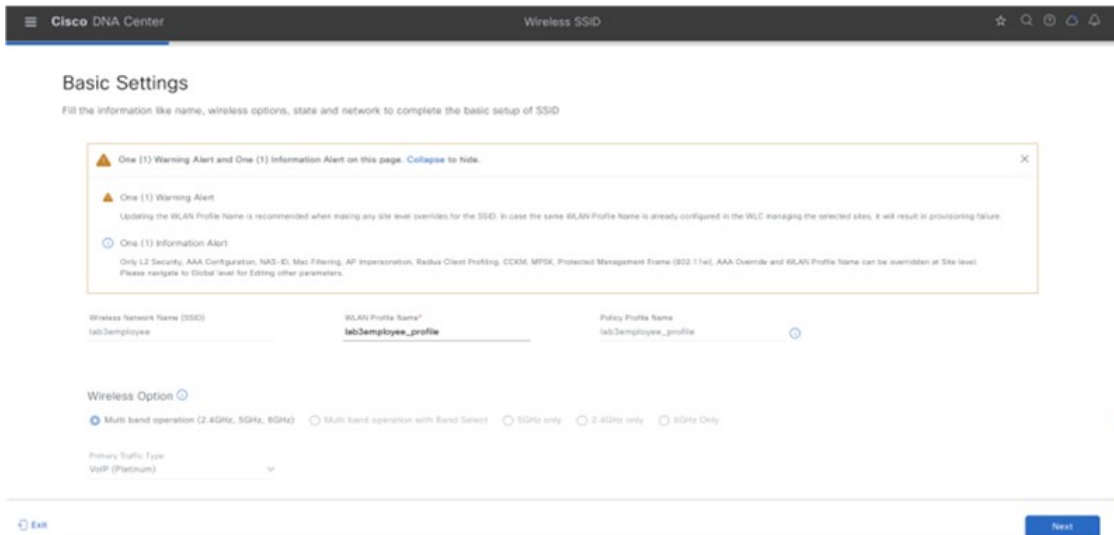 Cisco DNA Center
Wireless SSID
Basic Settings
Fill the information like name, wireless options, state and network to complete the basic setup of SSID
One (1) Warning Alert and One (1) Information Alert on this page. Collapse to hide.
One (1) Warning Alert
Updating the WLAN Profile Name is recommended when making any site level overrides for the SSID. In case the same WLAN Profile Name is already configured in the WLC managing the selected sites, it will result in provisioning failure.
One (1) Information Alert
Only L2 Security, AAA Configuration, NAS-ID, Mac Filtering, AP Impersonation, Radius Client Profiling, CCKM, MPSK, Protected Management Frame (802.11w), AAA Override and WLAN Profile Name can be overridden at Site level.
Please navigate to Global level for Editing other parameters.
Wireless Network Name (SSID) WLAN Profile Name* Policy Profile Name
lab3employee lab3employee_profile lab3employee_profile
Wireless Option
Multi band operation (2.4GHz, 5GHz, 6GHz) Multi band operation with Band Select 5GHz only 2.4GHz only 6GHz Only
Primary Traffic Type
VoIP (Platinum)
Exit
Next